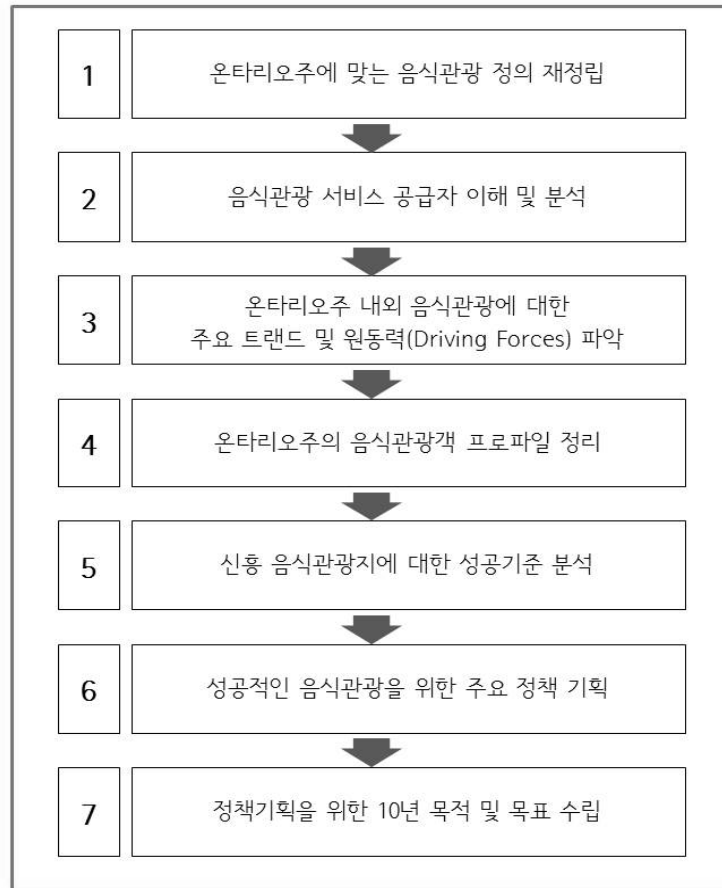 1
온타리오주에 맞는 음식관광 정의 재정립
2
음식관광 서비스 공급자 이해 및 분석
3
온타리오주 내외 음식관광에 대한
주요 트랜드 및 원동력(Driving Forces) 파악
4
온타리오주의 음식관광객 프로파일 정리
5
신흥 음식관광지에 대한 성공기준 분석
6
성공적인 음식관광을 위한 주요 정책 기획
7
정책기획을 위한 10년 목적 및 목표 수립